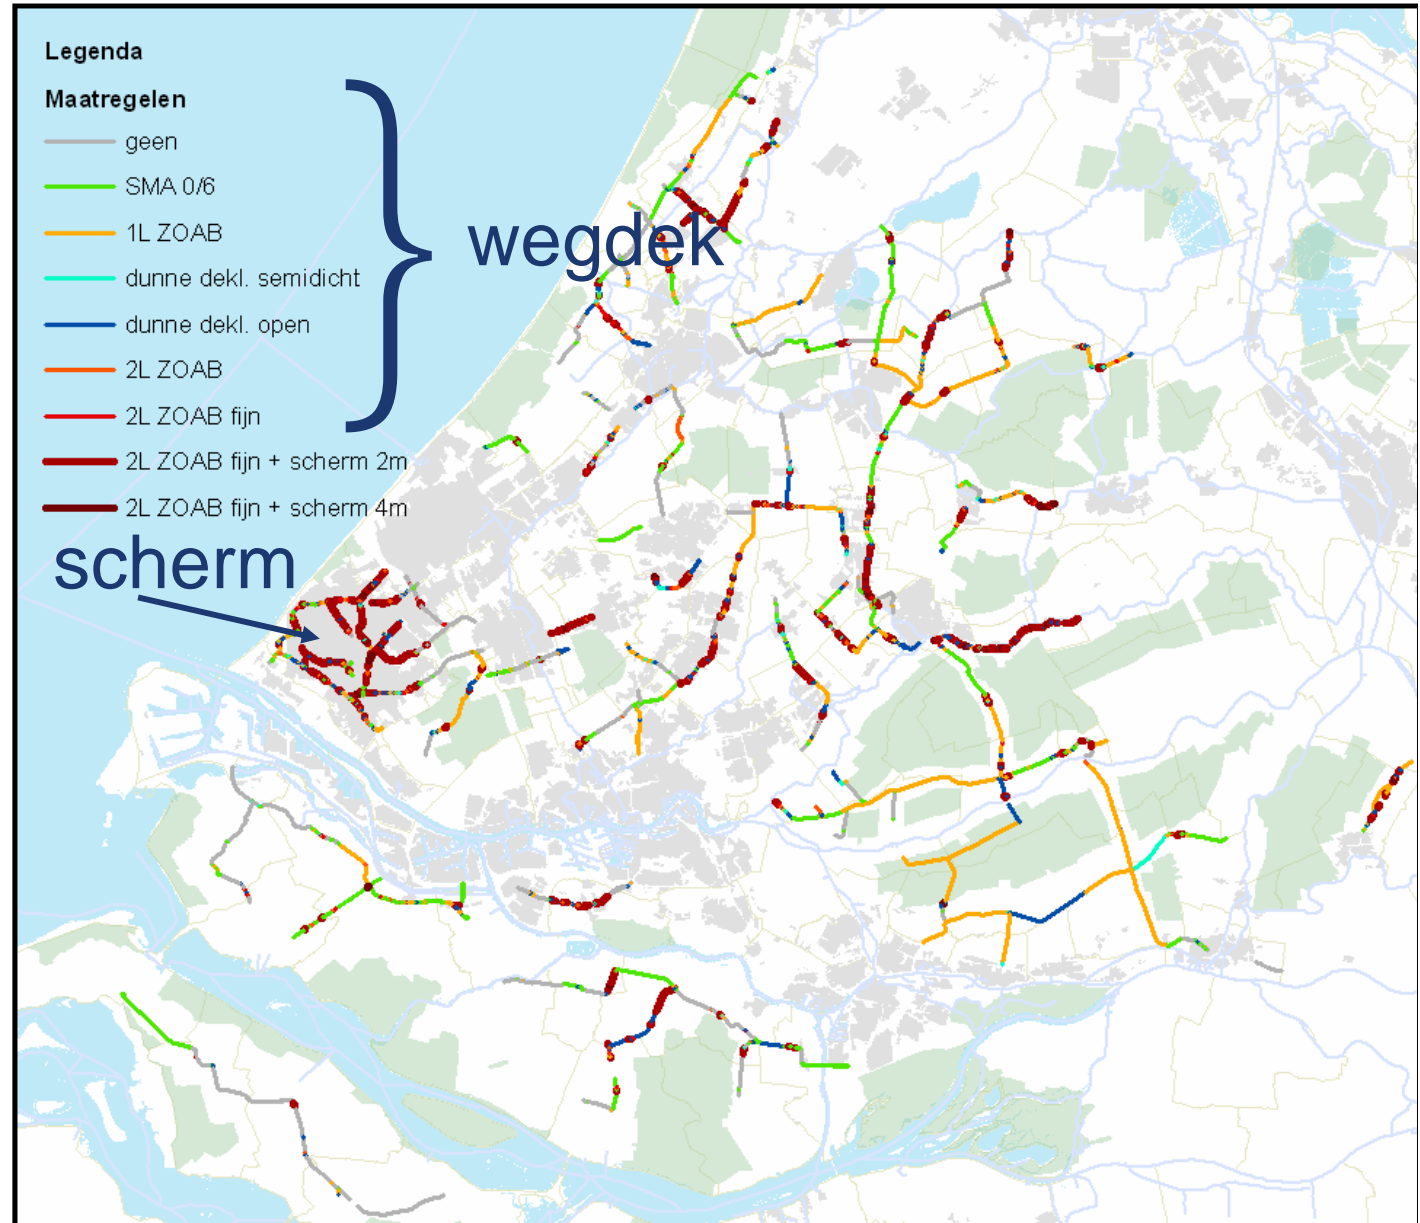 Legenda
Maatregelen
geen
SMA 0/6
1L ZOAB
dunne dekl. semidicht
dunne dekl. open
2L ZOAB
2L ZOAB fijn
2L ZOAB fijn + scherm 2m
2L ZOAB fijn + scherm 4m
wegdek
scherm